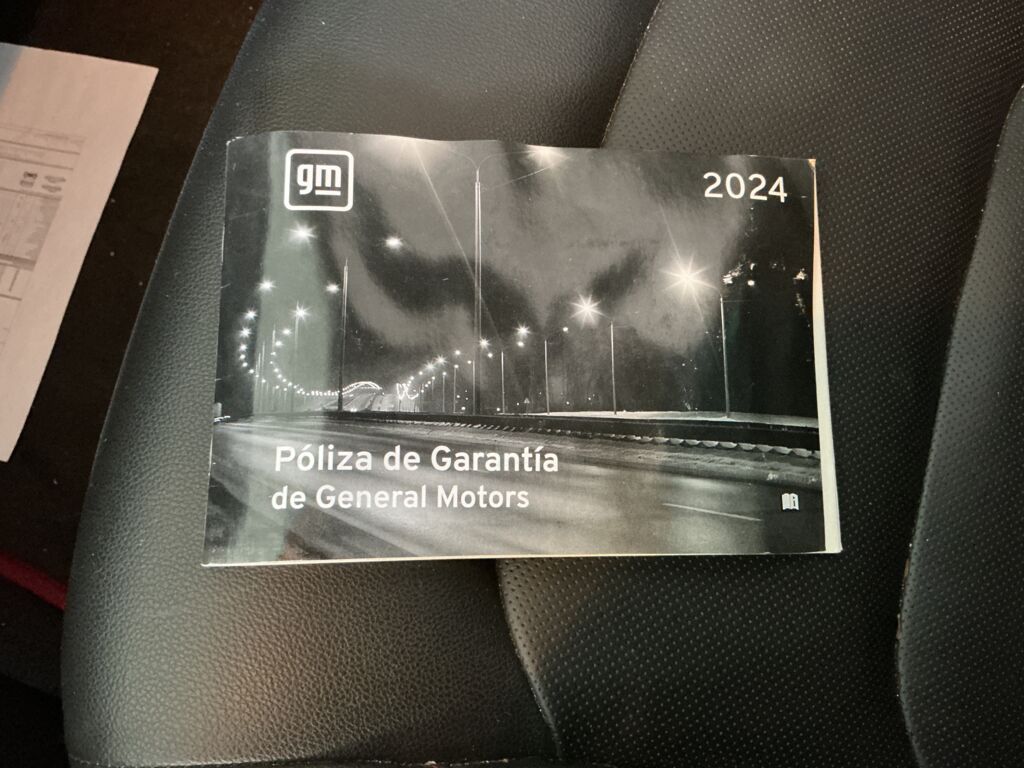 gm
2024
Póliza de Garantía
de General Motors